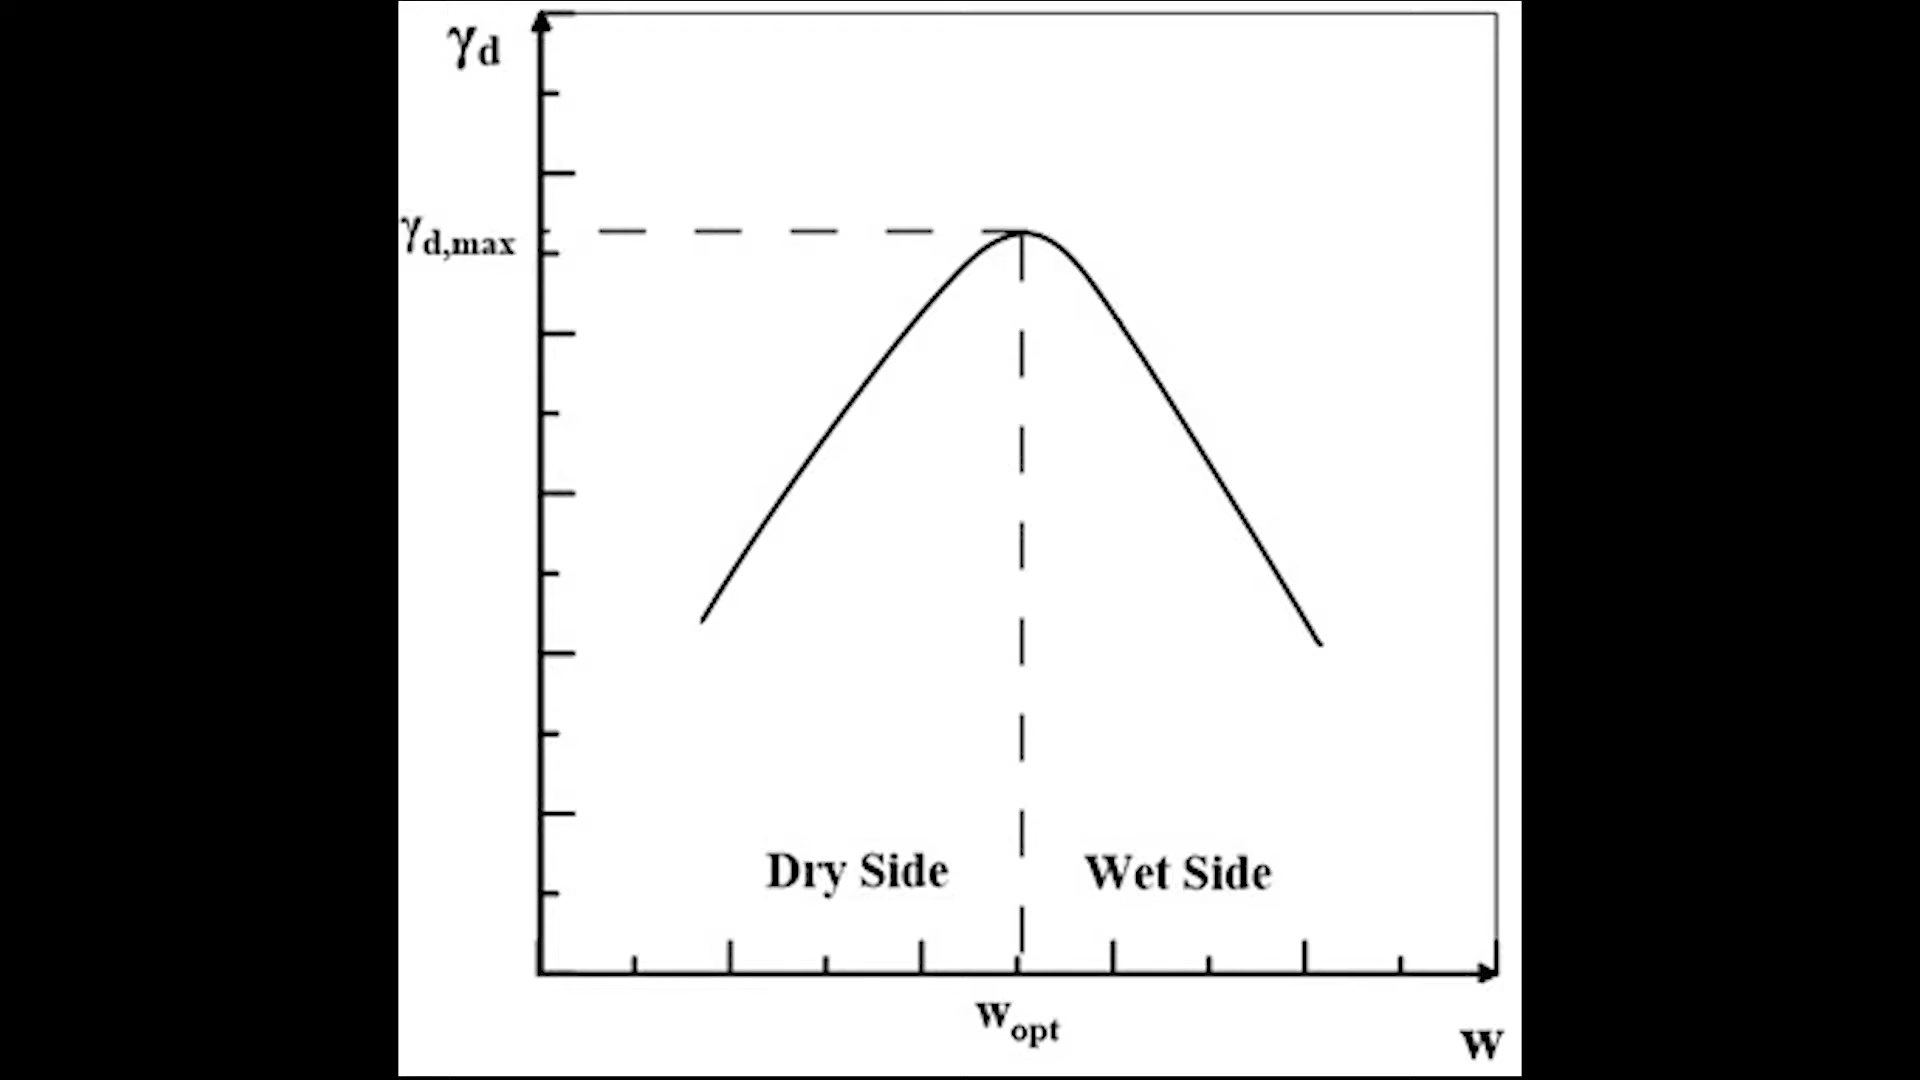 γd
γd,max
Dry Side
Wet Side
wopt
w